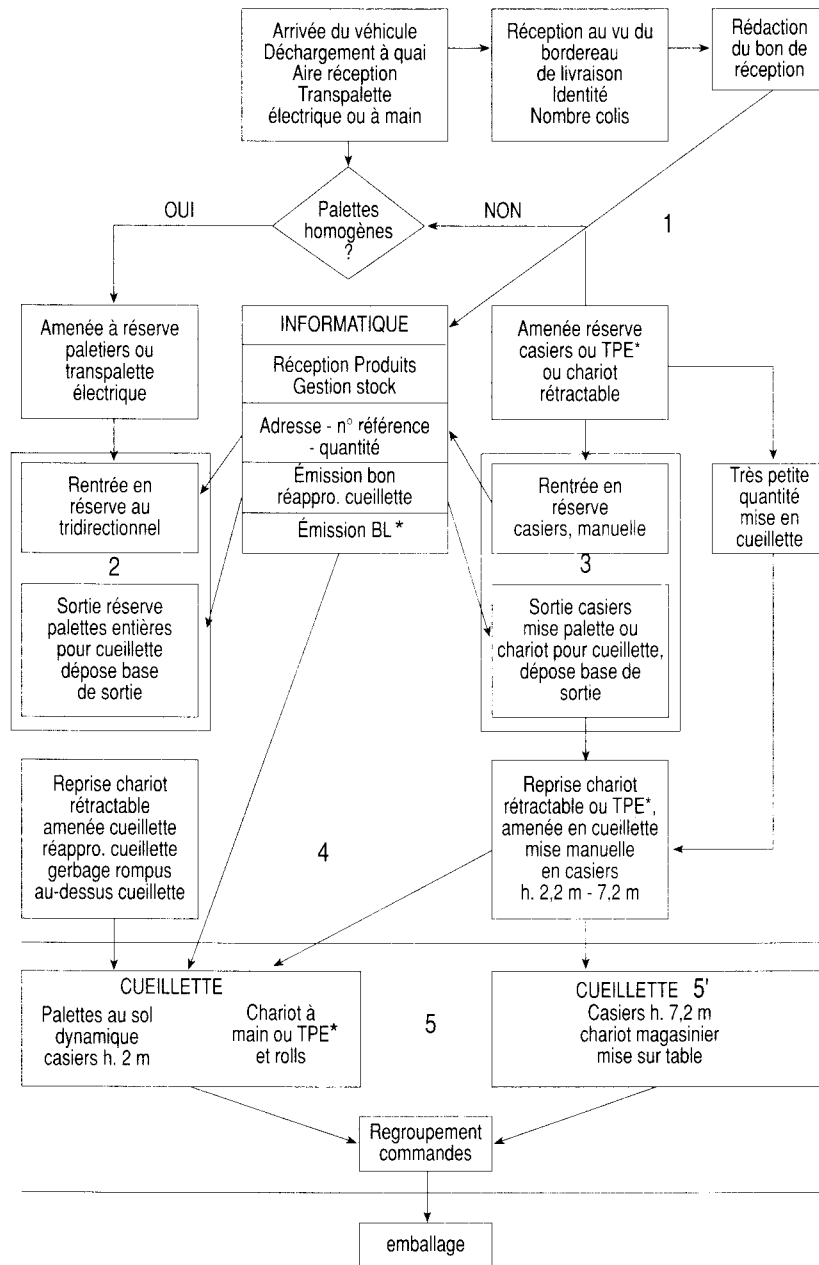 Arrivée du véhicule
Déchargement à quai
Aire réception
Transpalette
électrique ou à main
Réception au vu du
bordereau
de livraison
Identité
Nombre colis
Rédaction
du bon de
réception
OUI
Palettes
homogènes
?
NON
1
Amenée à réserve
paletiers ou
transpalette
électrique
INFORMATIQUE
Réception Produits
Gestion stock
Adresse - n° référence
- quantité
Émission bon
réappro. cueillette
Émission BL*
Amenée réserve
casiers ou TPE*
ou chariot
rétractable
Rentrée en
réserve au
tridirectionnel
2
Sortie réserve
palettes entières
pour cueillette
dépose base
de sortie
Rentrée en
réserve
casiers, manuelle
3
Sortie casiers
mise palette ou
chariot pour cueillette,
dépose base de
sortie
Très petite
quantité
mise en
cueillette
Reprise chariot
rétractable
amenée cueillette
réappro. cueillette
gerbage rompus
au-dessus cueillette
4
Reprise chariot
rétractable ou TPE*,
amenée en cueillette
mise manuelle
en casiers
h. 2,2 m - 7,2 m
CUEILLETTE
Palettes au sol
dynamique
casiers h. 2 m
Chariot à
main ou TPE*
et rolls
5
CUEILLETTE 5'
Casiers h. 7,2 m
chariot magasinier
mise sur table
Regroupement
commandes
emballage